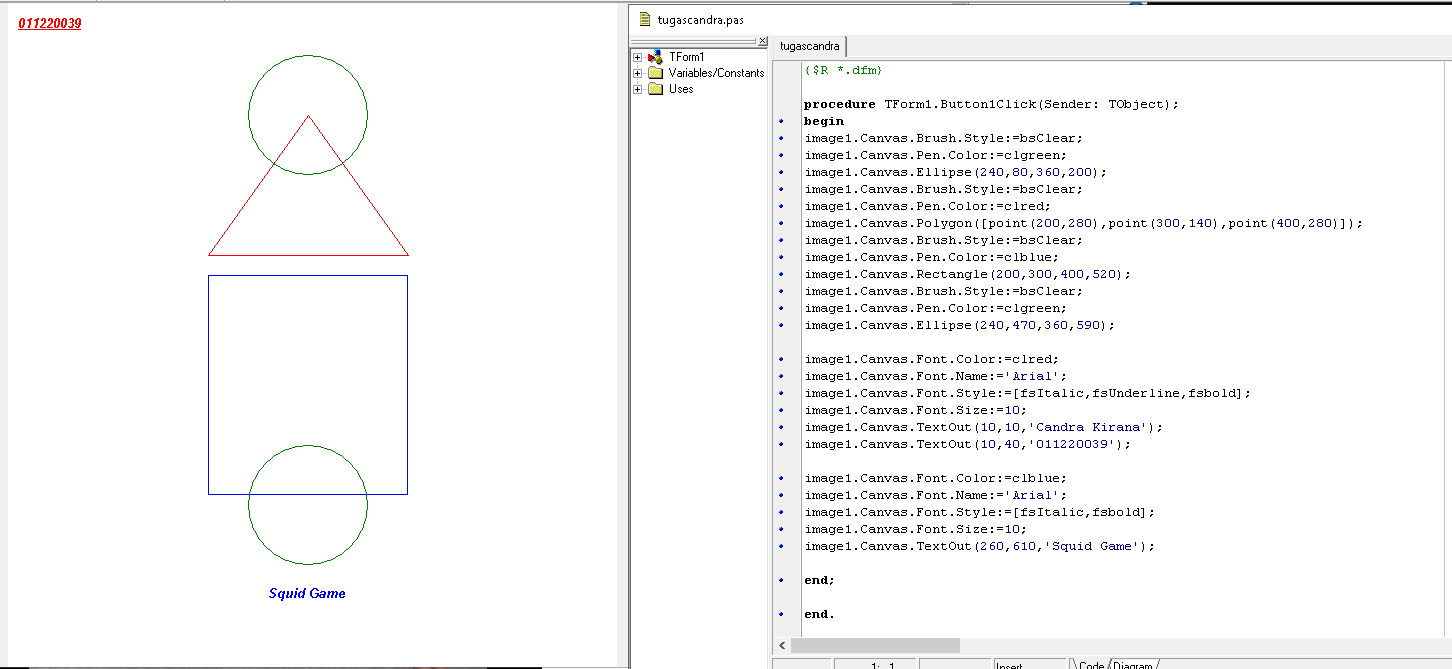 011220039
Squid Game
tugascandra.pas
TForm1
Variables/Constants
Uses
tugascandra
{$R *.dfm}
procedure TForm1.Button1Click(Sender: TObject);
begin
image1.Canvas.Brush.Style:=bsClear;
image1.Canvas.Pen.Color:=clgreen;
image1.Canvas.Ellipse(240,80,360,200);
image1.Canvas.Brush.Style:=bsClear;
image1.Canvas.Pen.Color:=clred;
image1.Canvas.Polygon([point(200,280),point(300,140),point(400,280)]);
image1.Canvas.Brush.Style:=bsClear;
image1.Canvas.Pen.Color:=clblue;
image1.Canvas.Rectangle(200,300,400,520);
image1.Canvas.Brush.Style:=bsClear;
image1.Canvas.Pen.Color:=clgreen;
image1.Canvas.Ellipse(240,470,360,590);
image1.Canvas.Font.Color:=clred;
image1.Canvas.Font.Name:='Arial';
image1.Canvas.Font.Style:=[fsItalic,fsUnderline,fsbold];
image1.Canvas.Font.Size:=10;
image1.Canvas.TextOut(10,10,'Candra Kirana');
image1.Canvas.TextOut(10,40,'011220039');
image1.Canvas.Font.Color:=clblue;
image1.Canvas.Font.Name:='Arial';
image1.Canvas.Font.Style:=[fsItalic,fsbold];
image1.Canvas.Font.Size:=10;
image1.Canvas.TextOut(260,610,'Squid Game');
end;
end.
1: 1 Insert Code Diagram